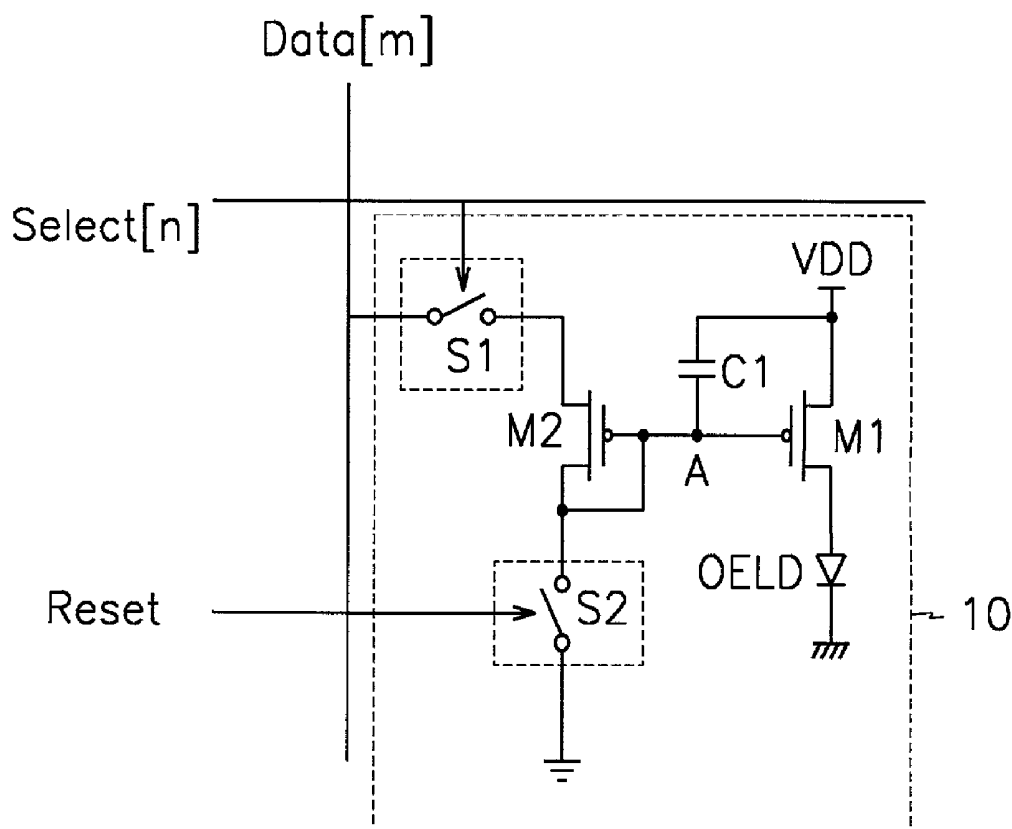 Data[m]
Select[n]
VDD
S1
C1
M2
M1
A
OELD
Reset
S2
10